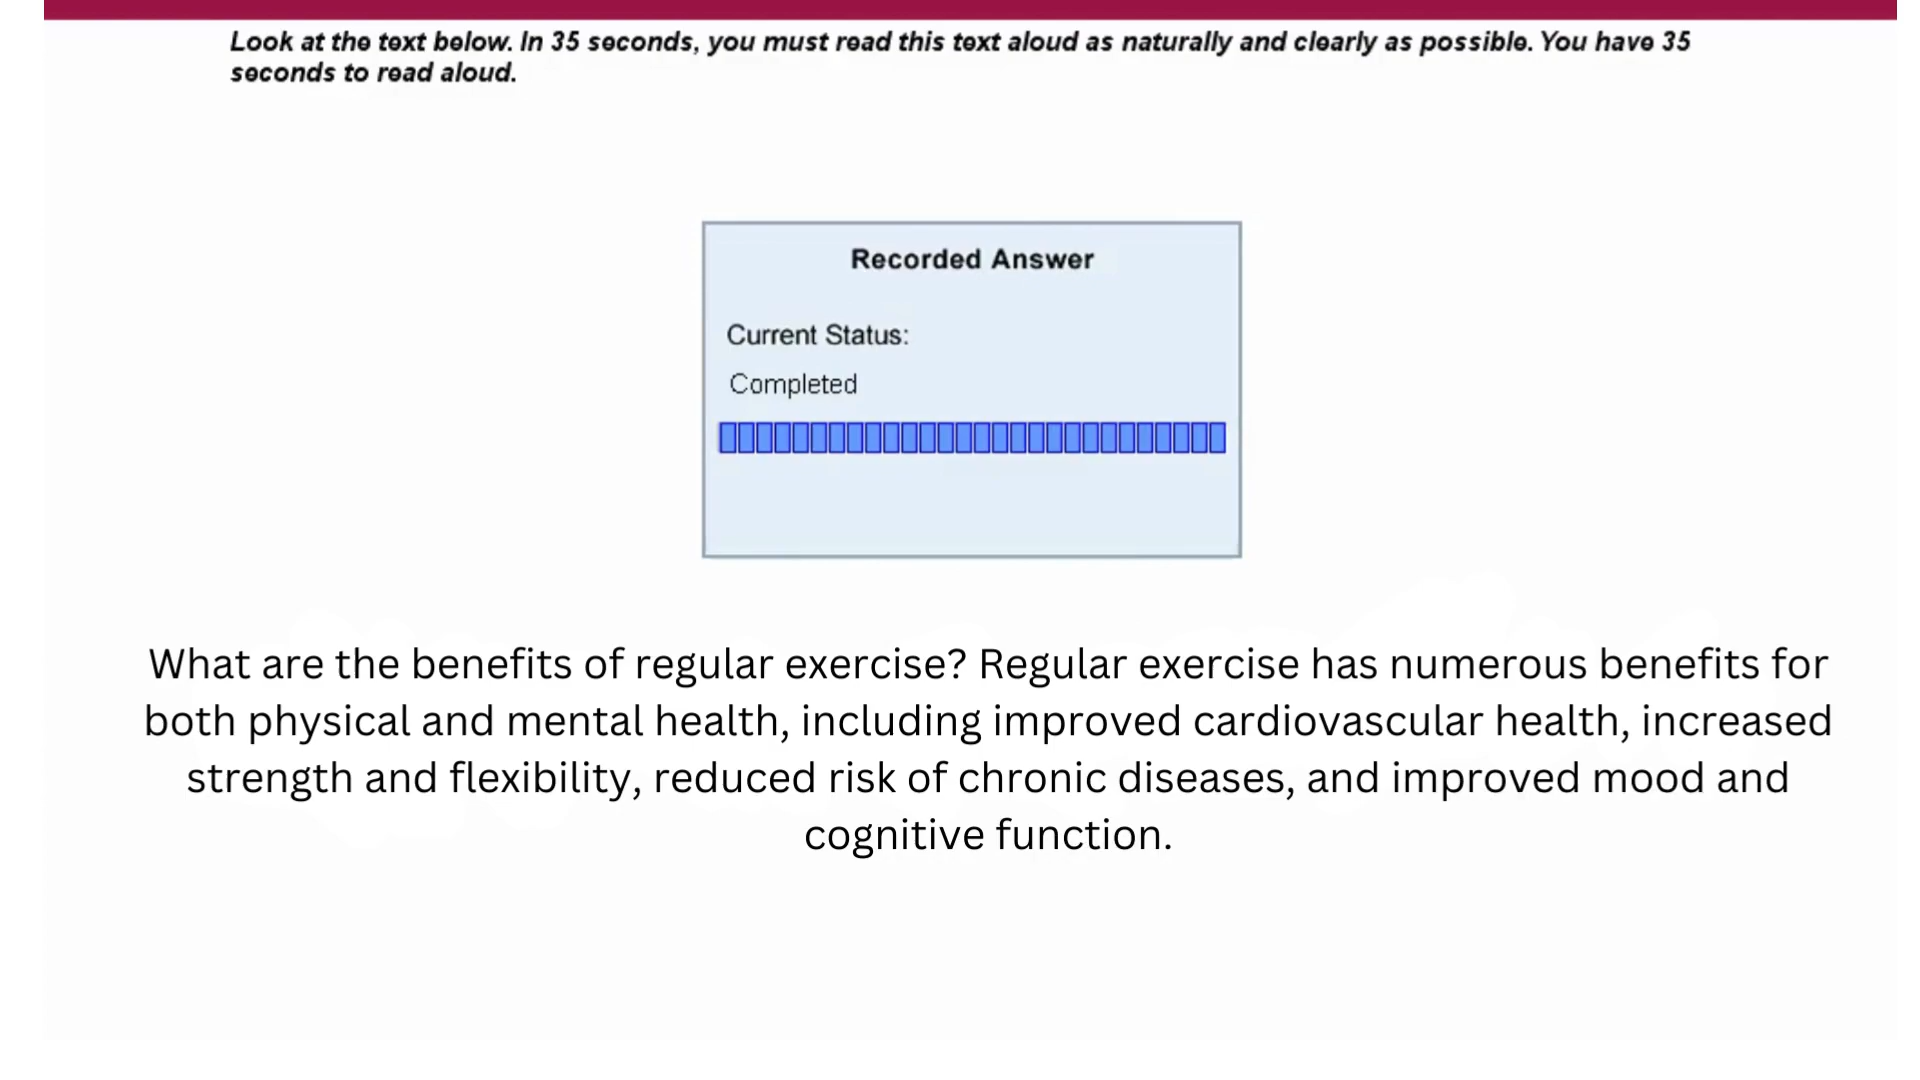 Look at the text below. In 35 seconds, you must read this text aloud as naturally and clearly as possible. You have 35
seconds to read aloud.
Recorded Answer
Current Status:
Completed
What are the benefits of regular exercise? Regular exercise has numerous benefits for
both physical and mental health, including improved cardiovascular health, increased
strength and flexibility, reduced risk of chronic diseases, and improved mood and
cognitive function.